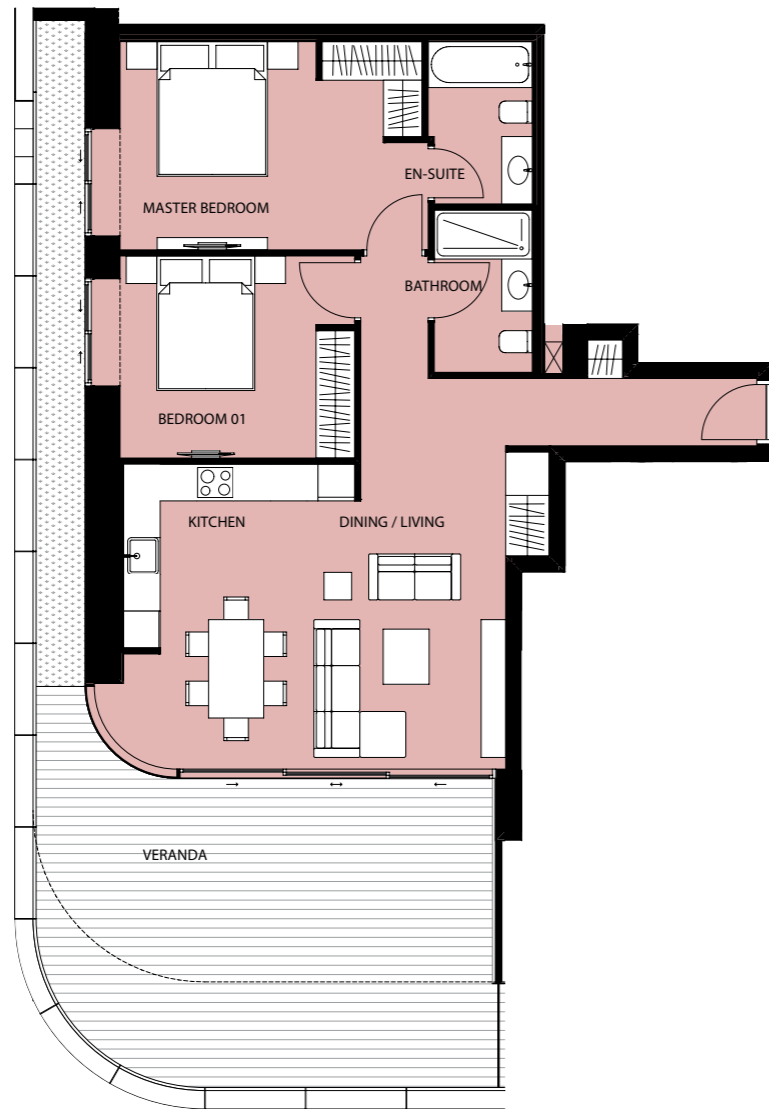 EN-SUITE
MASTER BEDROOM
BATHROOM
BEDROOM 01
KITCHEN
DINING / LIVING
VERANDA